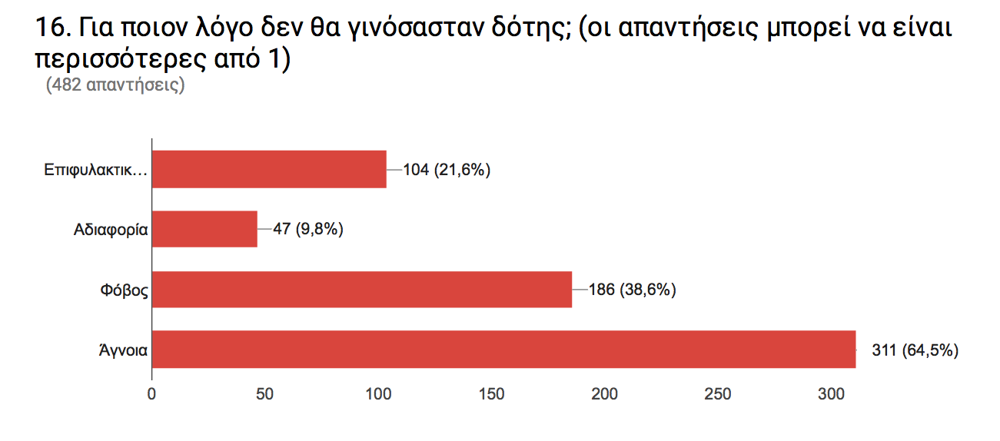 16. Για ποιον λόγο δεν θα γινόσασταν δότης; (οι απαντήσεις μπορεί να είναι
περισσότερες από 1)
(482 απαντήσεις)
Επιφυλακτικ... 104 (21,6%)
Αδιαφορία 47 (9,8%)
Φόβος 186 (38,6%)
Άγνοια 311 (64,5%)
0 50 100 150 200 250 300